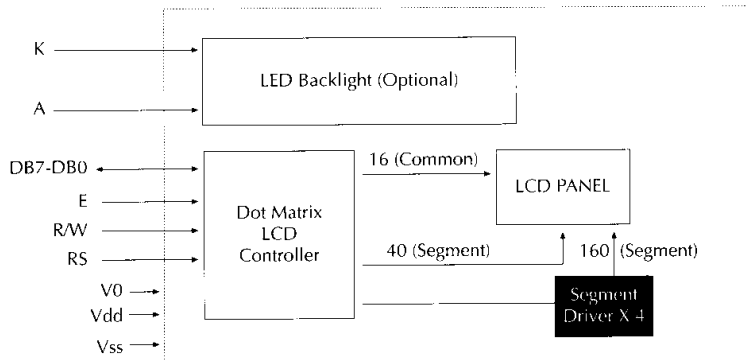 K
LED Backlight (Optional)
A
DB7-DB0
16 (Common)
LCD PANEL
E
Dot Matrix
LCD
Controller
R/W
RS
40 (Segment)
160 (Segment)
V0
Vdd
Vss
Segment
Driver X 4